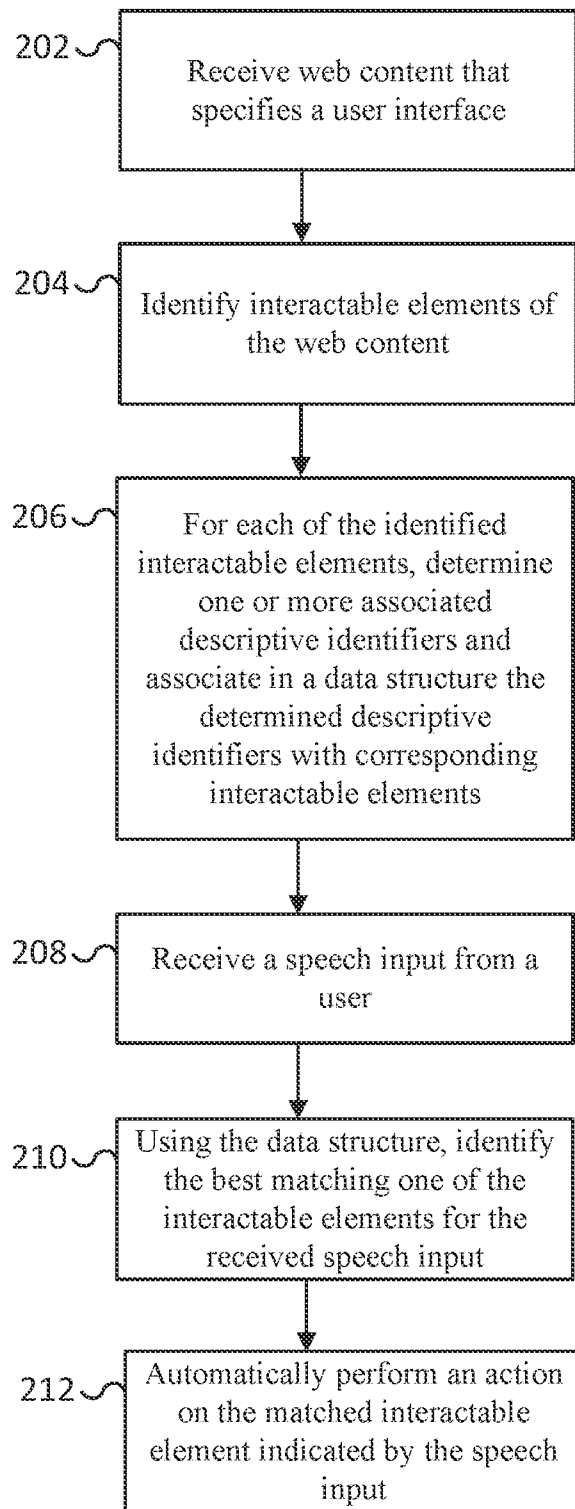 202
Receive web content that
specifies a user interface
204
Identify interactable elements of
the web content
206
For each of the identified
interactable elements, determine
one or more associated
descriptive identifiers and
associate in a data structure the
determined descriptive
identifiers with corresponding
interactable elements
208
Receive a speech input from a
user
210
Using the data structure, identify
the best matching one of the
interactable elements for the
received speech input
212
Automatically perform an action
on the matched interactable
element indicated by the speech
input